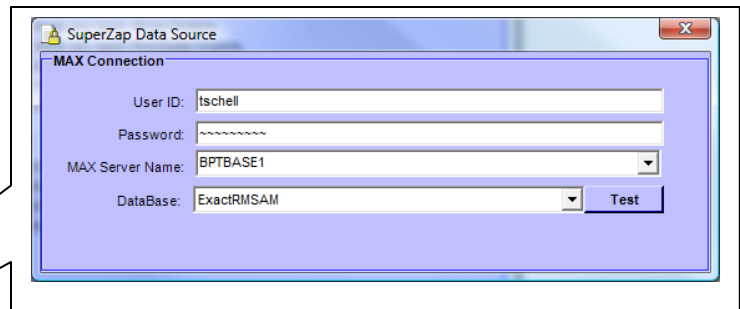 SuperZap Data Source
MAX Connection
User ID: tschell
Password: ~~~~~~~~~
MAX Server Name: BPTBASE1
DataBase: ExactRMSAM Test